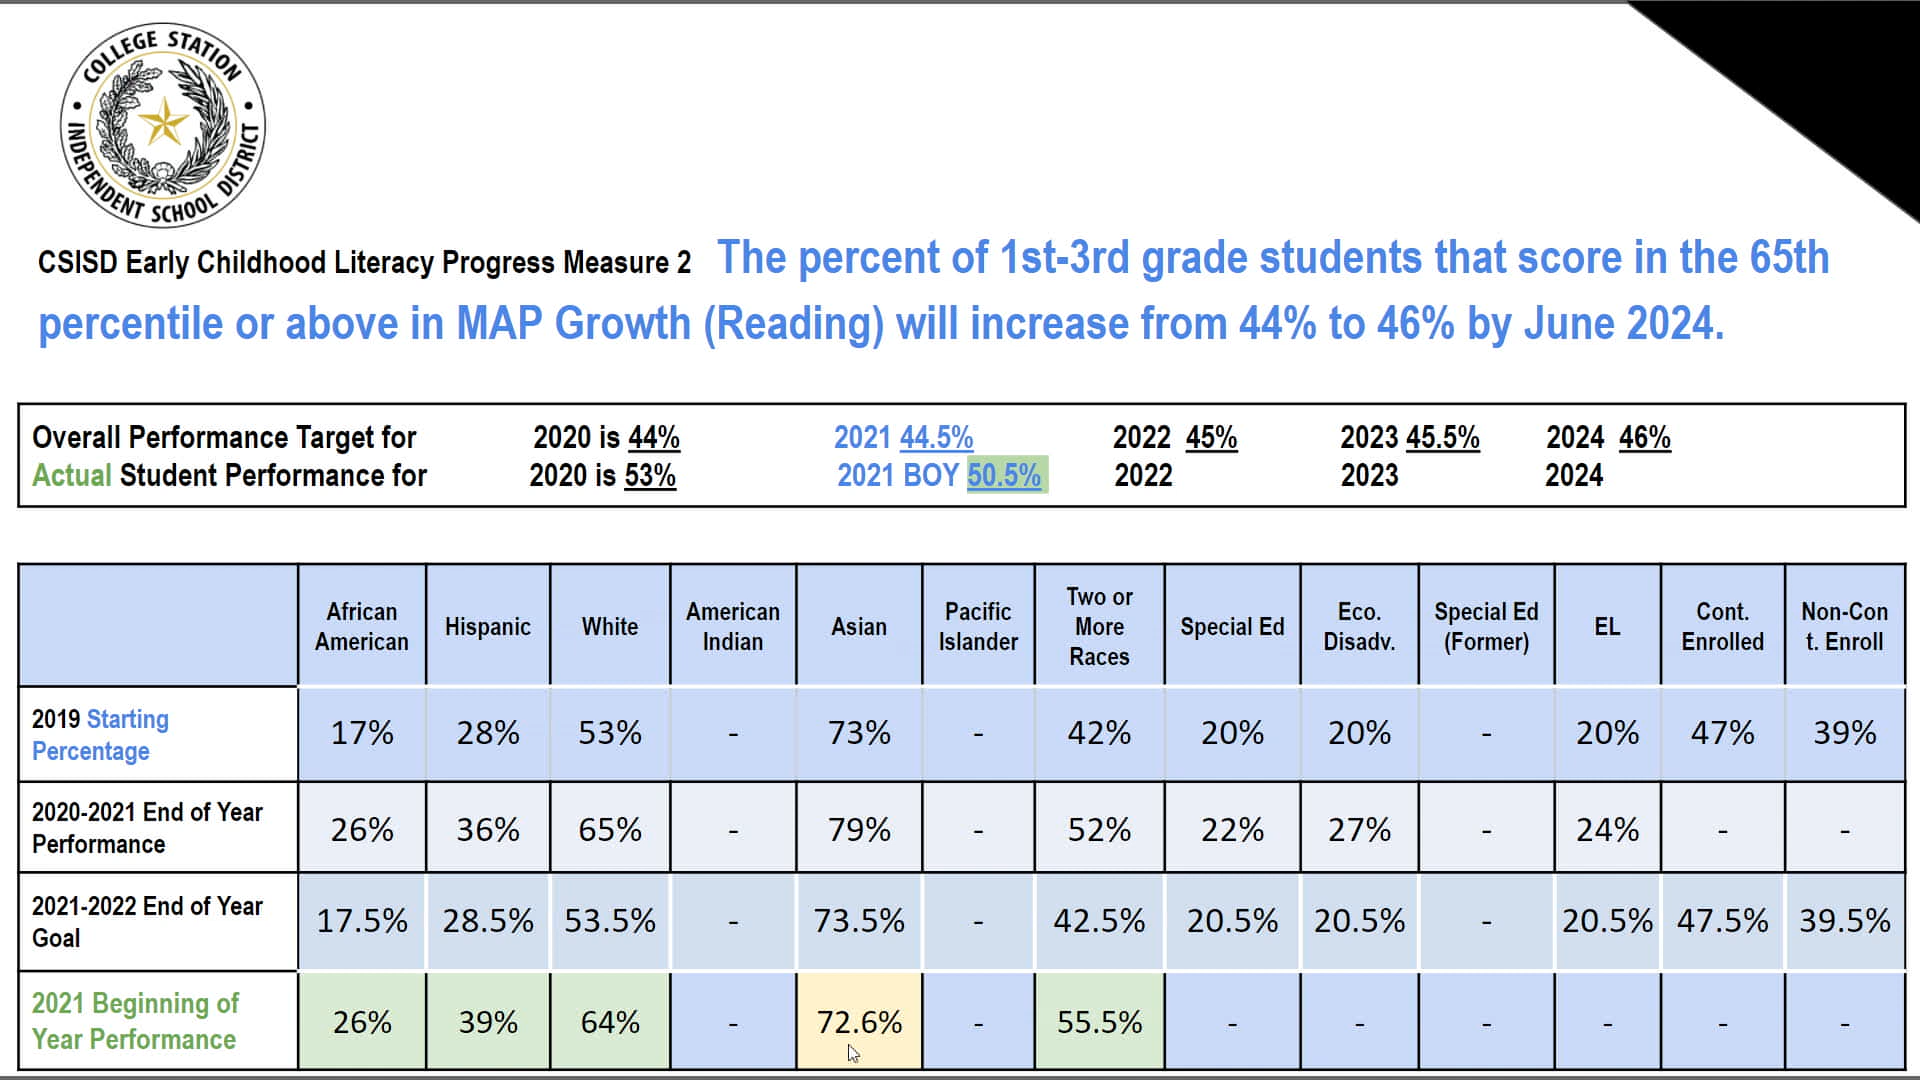 COLLEGE STATION
INDEPENDENT SCHOOL DISTRICT
CSISD Early Childhood Literacy Progress Measure 2 The percent of 1st-3rd grade students that score in the 65th
percentile or above in MAP Growth (Reading) will increase from 44% to 46% by June 2024.
Overall Performance Target for 2020 is 44% 2021 44.5% 2022 45% 2023 45.5% 2024 46%
Actual Student Performance for 2020 is 53% 2021 BOY 50.5% 2022 2023 2024
African American Hispanic White American Indian Asian Pacific Islander Two or More Races Special Ed Eco. Disadv. Special Ed (Former) EL Cont. Enrolled Non-Con t. Enroll
2019 Starting Percentage 17% 28% 53% - 73% - 42% 20% 20% - 20% 47% 39%
2020-2021 End of Year Performance 26% 36% 65% - 79% - 52% 22% 27% - 24% - -
2021-2022 End of Year Goal 17.5% 28.5% 53.5% - 73.5% - 42.5% 20.5% 20.5% - 20.5% 47.5% 39.5%
2021 Beginning of Year Performance 26% 39% 64% - 72.6% - 55.5% - - - - - -